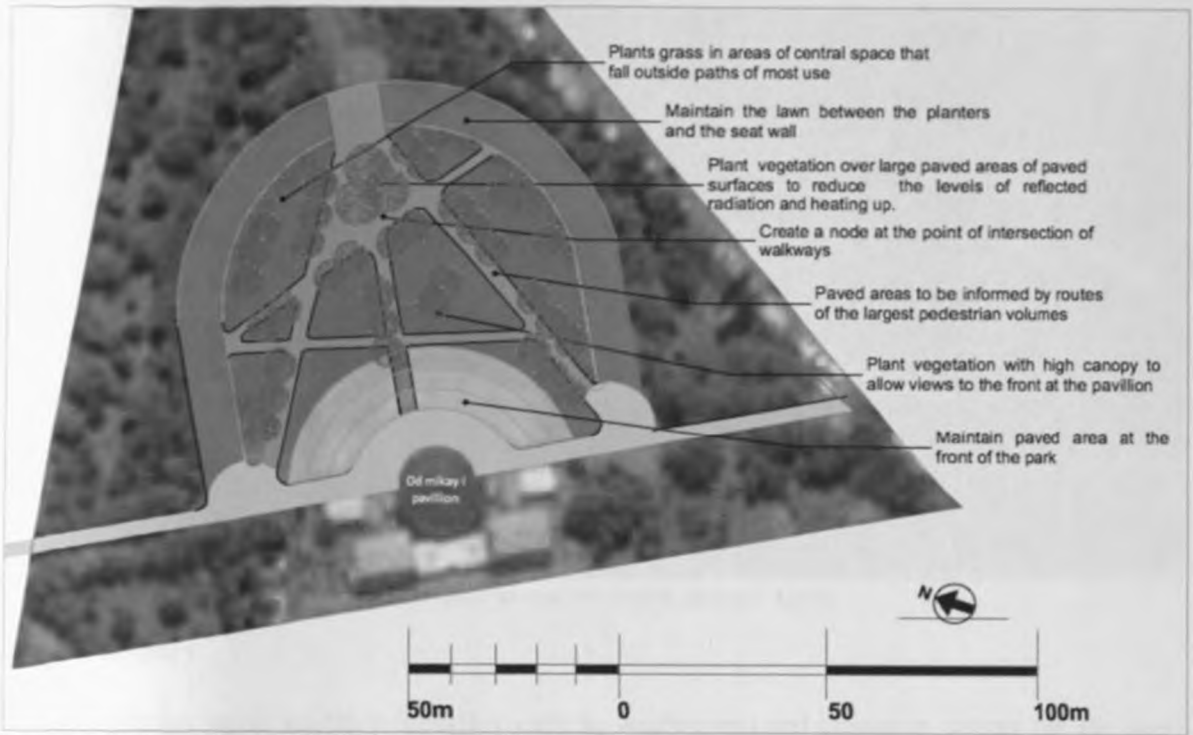 Plants grass in areas of central space that
fall outside paths of most use
Maintain the lawn between the planters
and the seat wall
Plant vegetation over large paved areas of paved
surfaces to reduce the levels of reflected
radiation and heating up.
Create a node at the point of intersection of
walkways
Paved areas to be informed by routes
of the largest pedestrian volumes
Plant vegetation with high canopy to
allow views to the front at the pavillion
Maintain paved area at the
front of the park
Od mikay i
pavillion
N
50m 0 50 100m